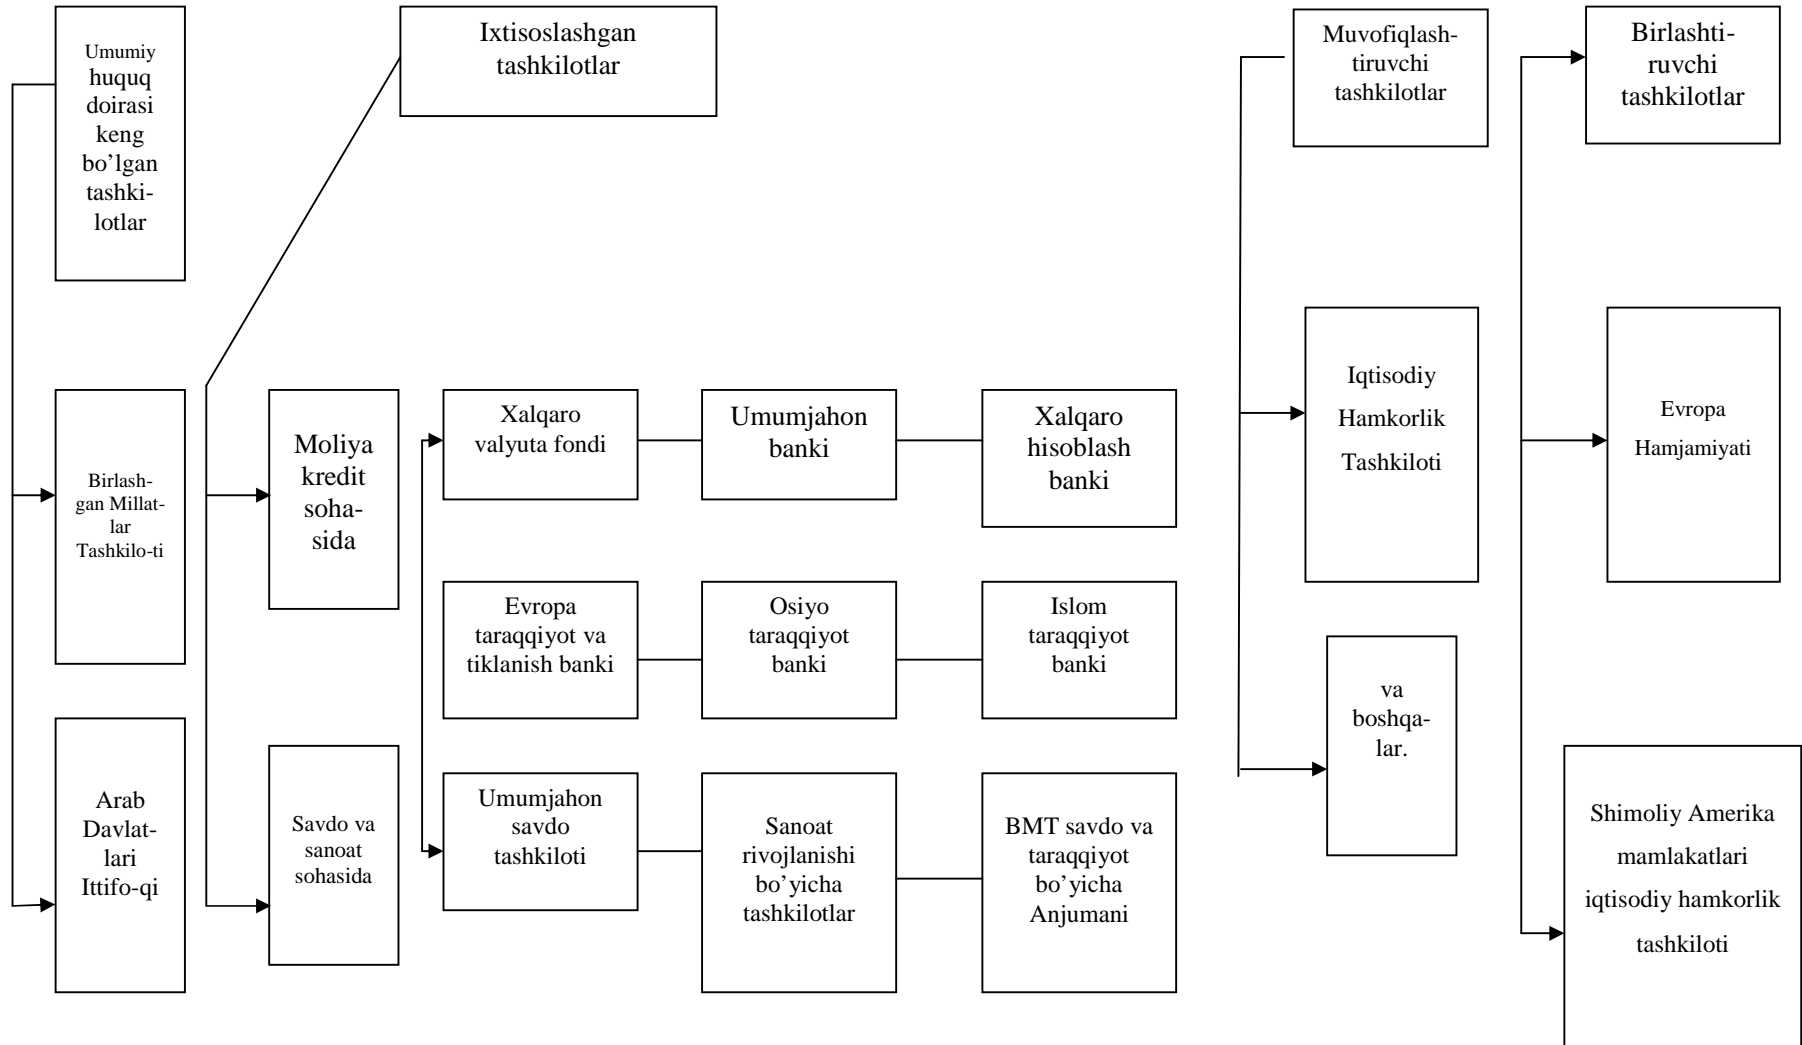 Umumiy
huquq
doirasi
keng
bo’lgan
tashki-
lotlar
Ixtisoslashgan
tashkilotlar
Muvofiqlash-
tiruvchi
tashkilotlar
Birlashti-
ruvchi
tashkilotlar
Birlash-
gan Millat-
lar
Tashkilo-ti
Moliya
kredit
soha-
sida
Xalqaro
valyuta fondi
Umumjahon
banki
Xalqaro
hisoblash
banki
Iqtisodiy
Hamkorlik
Tashkiloti
Evropa
Hamjamiyati
Evropa
taraqqiyot va
tiklanish banki
Osiyo
taraqqiyot
banki
Islom
taraqqiyot
banki
va
boshqa-
lar.
Arab
Davlat-
lari
Ittifo-qi
Savdo va
sanoat
sohasida
Umumjahon
savdo
tashkiloti
Sanoat
rivojlanishi
bo’yicha
tashkilotlar
BMT savdo va
taraqqiyot
bo’yicha
Anjumani
Shimoliy Amerika
mamlakatlari
iqtisodiy hamkorlik
tashkiloti